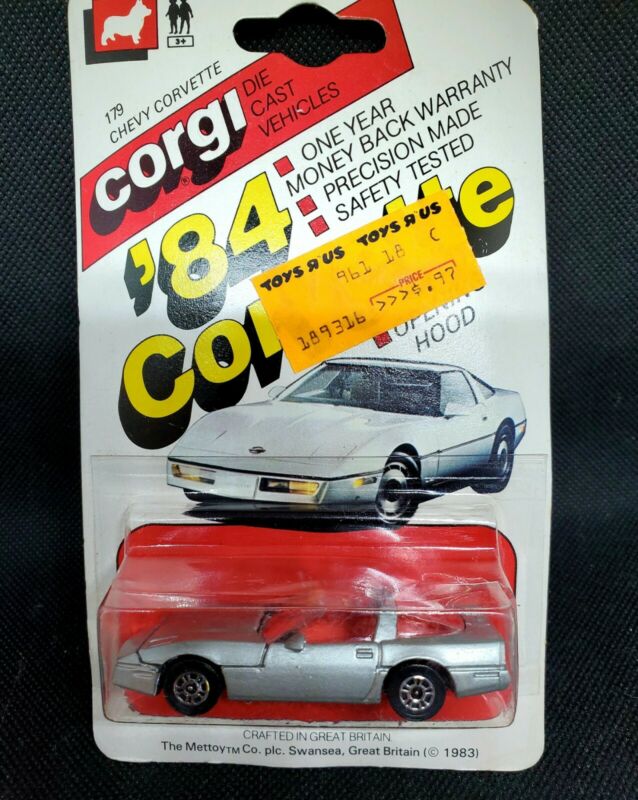 3+
179
CHEVY CORVETTE
corgi
DIE
CAST
VEHICLES
ONE YEAR
MONEY BACK WARRANTY
PRECISION MADE
SAFETY TESTED
'84
TOYS R US TOYS R US
961 18 C
PRICE
189316 >>>$.97
HOOD
CRAFTED IN GREAT BRITAIN
The Mettoy TM Co. plc. Swansea, Great Britain (© 1983)